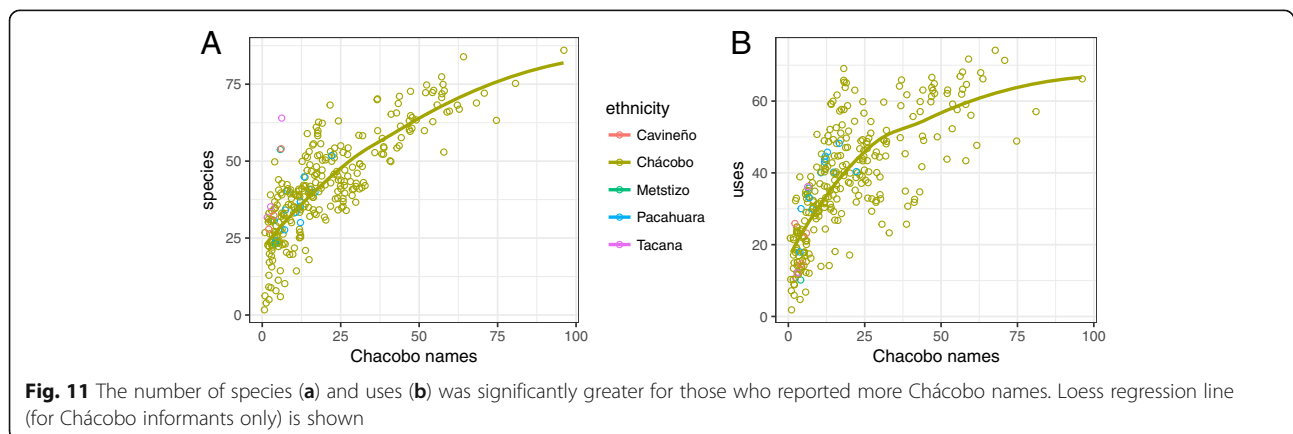 A
B
75
50
25
0
species
0
25
50
75
100
Chacobo names
ethnicity
Cavineño
Chácobo
Metstizo
Pacahuara
Tacana
60
40
20
0
uses
0
25
50
75
100
Chacobo names
Fig. 11 The number of species (a) and uses (b) was significantly greater for those who reported more Chácobo names. Loess regression line
(for Chácobo informants only) is shown